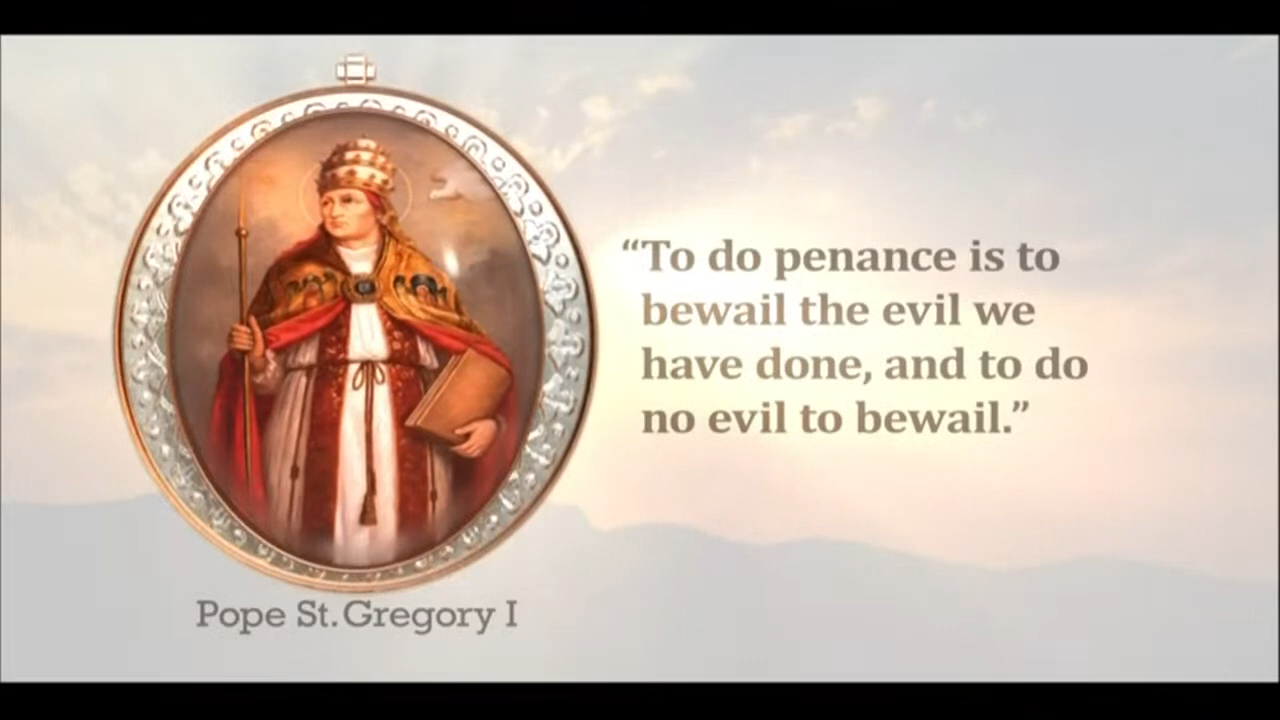 “To do penance is to
bewail the evil we
have done, and to do
no evil to bewail.”
Pope St. Gregory I